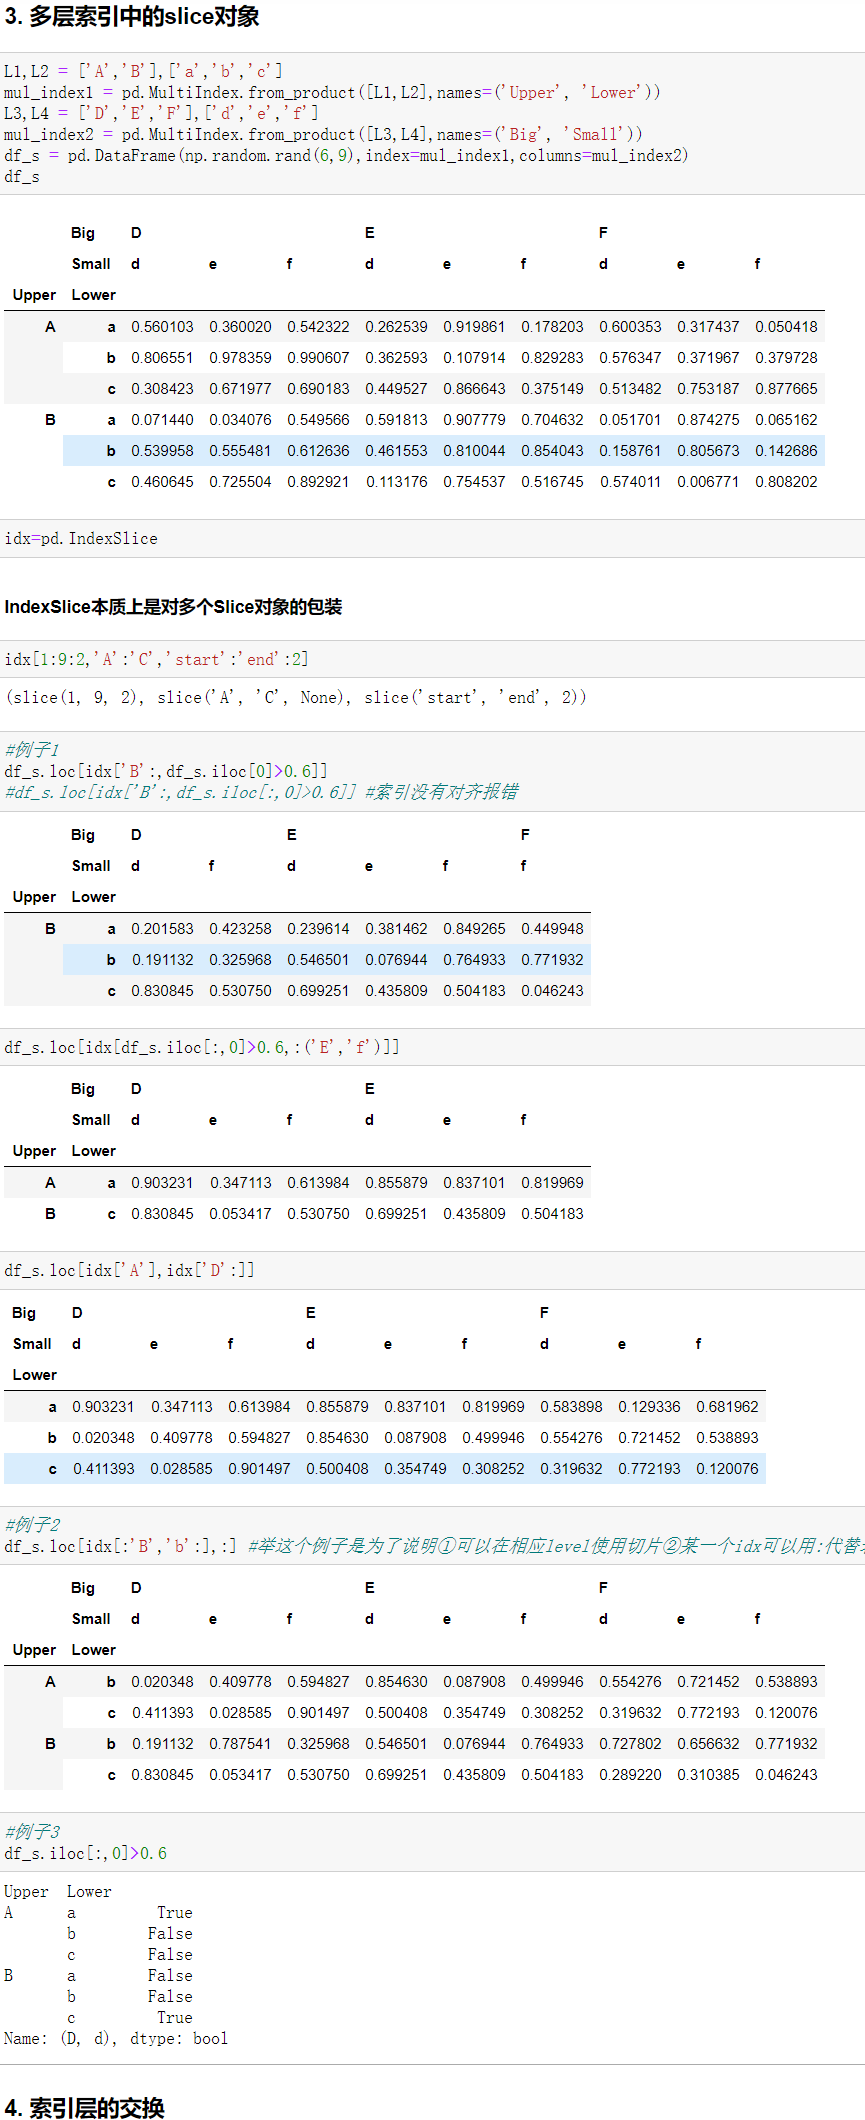 3. 多层索引中的slice对象
L1,L2 = ['A','B'],['a','b','c']
mul_index1 = pd.MultiIndex.from_product([L1,L2],names=('Upper', 'Lower'))
L3,L4 = ['D','E','F'],['d','e','f']
mul_index2 = pd.MultiIndex.from_product([L3,L4],names=('Big', 'Small'))
df_s = pd.DataFrame(np.random.rand(6,9),index=mul_index1,columns=mul_index2)
df_s
Big D E F
Small d e f d e f d e f
Upper Lower
A a 0.560103 0.360020 0.542322 0.262539 0.919861 0.178203 0.600353 0.317437 0.050418
b 0.806551 0.978359 0.990607 0.362593 0.107914 0.829283 0.576347 0.371967 0.379728
c 0.308423 0.671977 0.690183 0.449527 0.866643 0.375149 0.513482 0.753187 0.877665
B a 0.071440 0.034076 0.549566 0.591813 0.907779 0.704632 0.051701 0.874275 0.065162
b 0.539958 0.555481 0.612636 0.461553 0.810044 0.854043 0.158761 0.805673 0.142686
c 0.460645 0.725504 0.892921 0.113176 0.754537 0.516745 0.574011 0.006771 0.808202
idx=pd.IndexSlice
IndexSlice本质上是对多个Slice对象的包装
idx[1:9:2,'A':'C','start':'end':2]
(slice(1, 9, 2), slice('A', 'C', None), slice('start', 'end', 2))
#例子1
df_s.loc[idx['B':,df_s.iloc[0]>0.6]]
#df_s.loc[idx['B':,df_s.iloc[:,0]>0.6]] #索引没有对齐报错
Big D E F
Small d f d e f f
Upper Lower
B a 0.201583 0.423258 0.239614 0.381462 0.849265 0.449948
b 0.191132 0.325968 0.546501 0.076944 0.764933 0.771932
c 0.830845 0.530750 0.699251 0.435809 0.504183 0.046243
df_s.loc[idx[df_s.iloc[:,0]>0.6,:('E','f')]]
Big D E
Small d e f d e f
Upper Lower
A a 0.903231 0.347113 0.613984 0.855879 0.837101 0.819969
B c 0.830845 0.053417 0.530750 0.699251 0.435809 0.504183
df_s.loc[idx['A'],idx['D':]]
Big D E F
Small d e f d e f d e f
Lower
a 0.903231 0.347113 0.613984 0.855879 0.837101 0.819969 0.583898 0.129336 0.681962
b 0.020348 0.409778 0.594827 0.854630 0.087908 0.499946 0.554276 0.721452 0.538893
c 0.411393 0.028585 0.901497 0.500408 0.354749 0.308252 0.319632 0.772193 0.120076
#例子2
df_s.loc[idx[:'B','b':],:] #举这个例子是为了说明①可以在相应level使用切片②某一个idx可以用:代替
Big D E F
Small d e f d e f d e f
Upper Lower
A b 0.020348 0.409778 0.594827 0.854630 0.087908 0.499946 0.554276 0.721452 0.538893
c 0.411393 0.028585 0.901497 0.500408 0.354749 0.308252 0.319632 0.772193 0.120076
B b 0.191132 0.787541 0.325968 0.546501 0.076944 0.764933 0.727802 0.656632 0.771932
c 0.830845 0.053417 0.530750 0.699251 0.435809 0.504183 0.289220 0.310385 0.046243
#例子3
df_s.iloc[:,0]>0.6
Upper Lower
A a True
b False
c False
B a False
b False
c True
Name: (D, d), dtype: bool
4. 索引层的交换